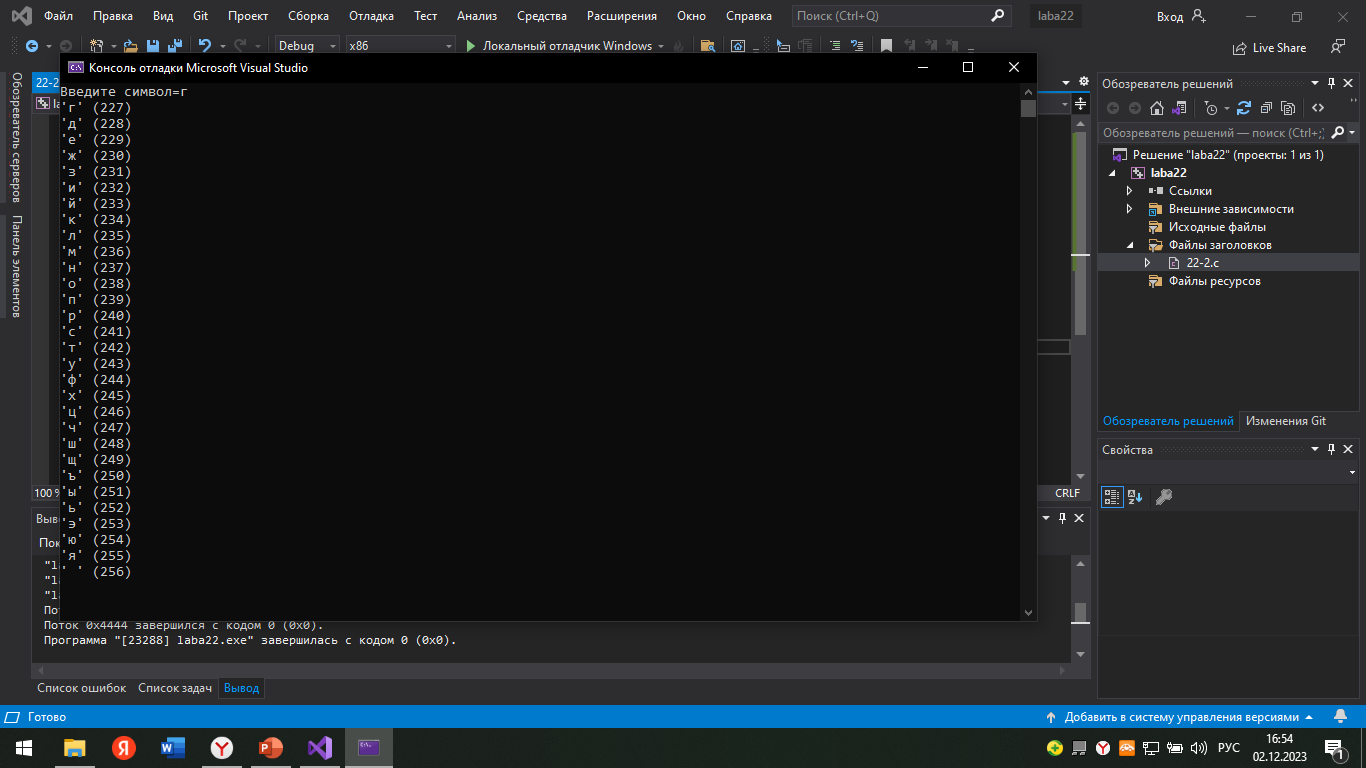 Файл Правка Вид Git Проект Сборка Отладка Тест Анализ Средства Расширения Окно Справка Поиск (Ctrl+Q) laba22 Вход
Debug x86 Локальный отладчик Windows Live Share
Обозреватель серверов
Панель элементов
22-2
Консоль отладки Microsoft Visual Studio
Введите символ=г
'г' (227)
'д' (228)
'е' (229)
'ж' (230)
'з' (231)
'и' (232)
'й' (233)
'к' (234)
'л' (235)
'м' (236)
'н' (237)
'о' (238)
'п' (239)
'р' (240)
'с' (241)
'т' (242)
'у' (243)
'ф' (244)
'х' (245)
'ц' (246)
'ч' (247)
'ш' (248)
'щ' (249)
'ъ' (250)
'ы' (251)
'ь' (252)
'э' (253)
'ю' (254)
'я' (255)
' ' (256)
Обозреватель решений
Обозреватель решений — поиск (Ctrl+;)
Решение "laba22" (проекты: 1 из 1)
laba22
Ссылки
Внешние зависимости
Исходные файлы
Файлы заголовков
22-2.c
Файлы ресурсов
Обозреватель решений Изменения Git
Свойства
100 %
CRLF
Поток 0x4444 завершился с кодом 0 (0x0).
Программа "[23288] laba22.exe" завершилась с кодом 0 (0x0).
Список ошибок Список задач Вывод
Готово Добавить в систему управления версиями
РУС
16:54
02.12.2023
1